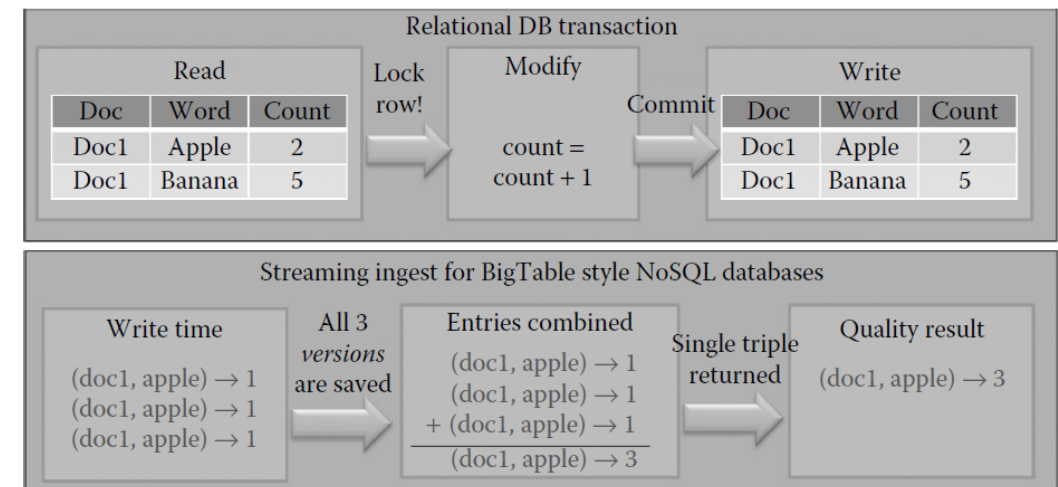 Relational DB transaction
Read
Doc Word Count
Doc1 Apple 2
Doc1 Banana 5
Lock
row!
Modify
count =
count + 1
Commit
Write
Doc Word Count
Doc1 Apple 2
Doc1 Banana 5
Streaming ingest for BigTable style NoSQL databases
Write time
(doc1, apple) → 1
(doc1, apple) → 1
(doc1, apple) → 1
All 3
versions
are saved
Entries combined
(doc1, apple) → 1
(doc1, apple) → 1
+ (doc1, apple) → 1
(doc1, apple) → 3
Single triple
returned
Quality result
(doc1, apple) → 3